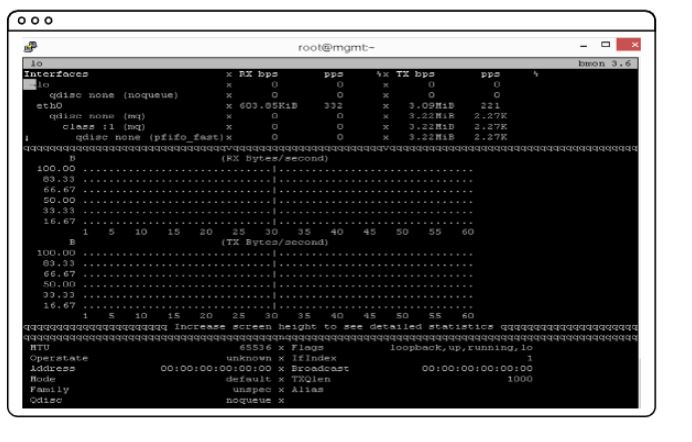 root@mgmt:~
lo bmon 3.6
Interfaces x RX bps pps %x TX bps pps %
lo x 0 0 x 0 0
qdisc none (noqueue) x 0 0 x 0 0
eth0 x 603.85KiB 332 x 3.09MiB 221
qdisc none (mq) x 0 0 x 3.22MiB 2.27K
class :1 (mq) x 0 0 x 3.22MiB 2.27K
qdisc none (pfifo_fast)x 0 0 x 3.22MiB 2.27K
B (RX Bytes/second)
100.00 ............................|.............................
83.33 ............................|.............................
66.67 ............................|.............................
50.00 ............................|.............................
33.33 ............................|.............................
16.67 ............................|.............................
1 5 10 15 20 25 30 35 40 45 50 55 60
B (TX Bytes/second)
100.00 ............................|.............................
83.33 ............................|.............................
66.67 ............................|.............................
50.00 ............................|.............................
33.33 ............................|.............................
16.67 ............................|.............................
1 5 10 15 20 25 30 35 40 45 50 55 60
Increase screen height to see detailed statistics
MTU 65536 x Flags loopback,up,running,lo
Operstate unknown x IfIndex 1
Address 00:00:00:00:00:00 x Broadcast 00:00:00:00:00:00
Mode default x TXQlen 1000
Family unspec x Alias
Qdisc noqueue x